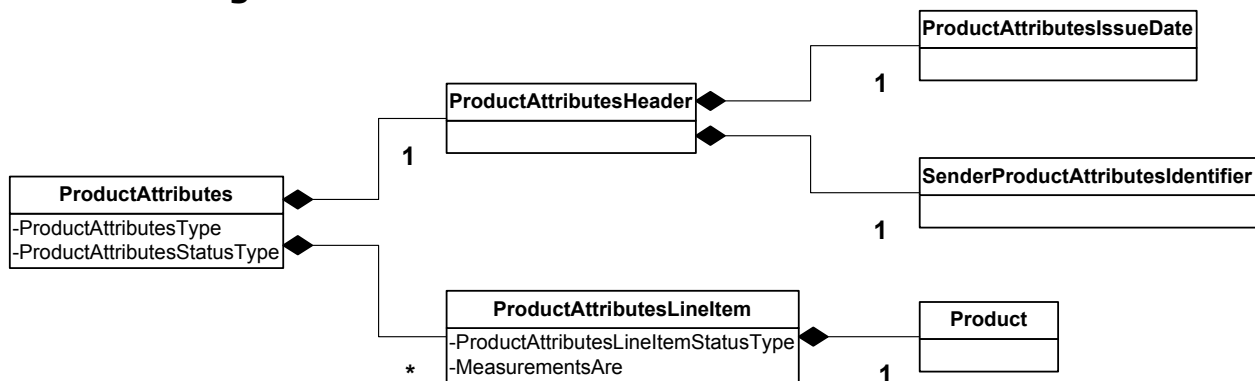 ProductAttributesIssueDate
1
ProductAttributesHeader
1
SenderProductAttributesIdentifier
1
ProductAttributes
-ProductAttributesType
-ProductAttributesStatusType
ProductAttributesLineItem
-ProductAttributesLineItemStatusType
-MeasurementsAre
*
Product
1